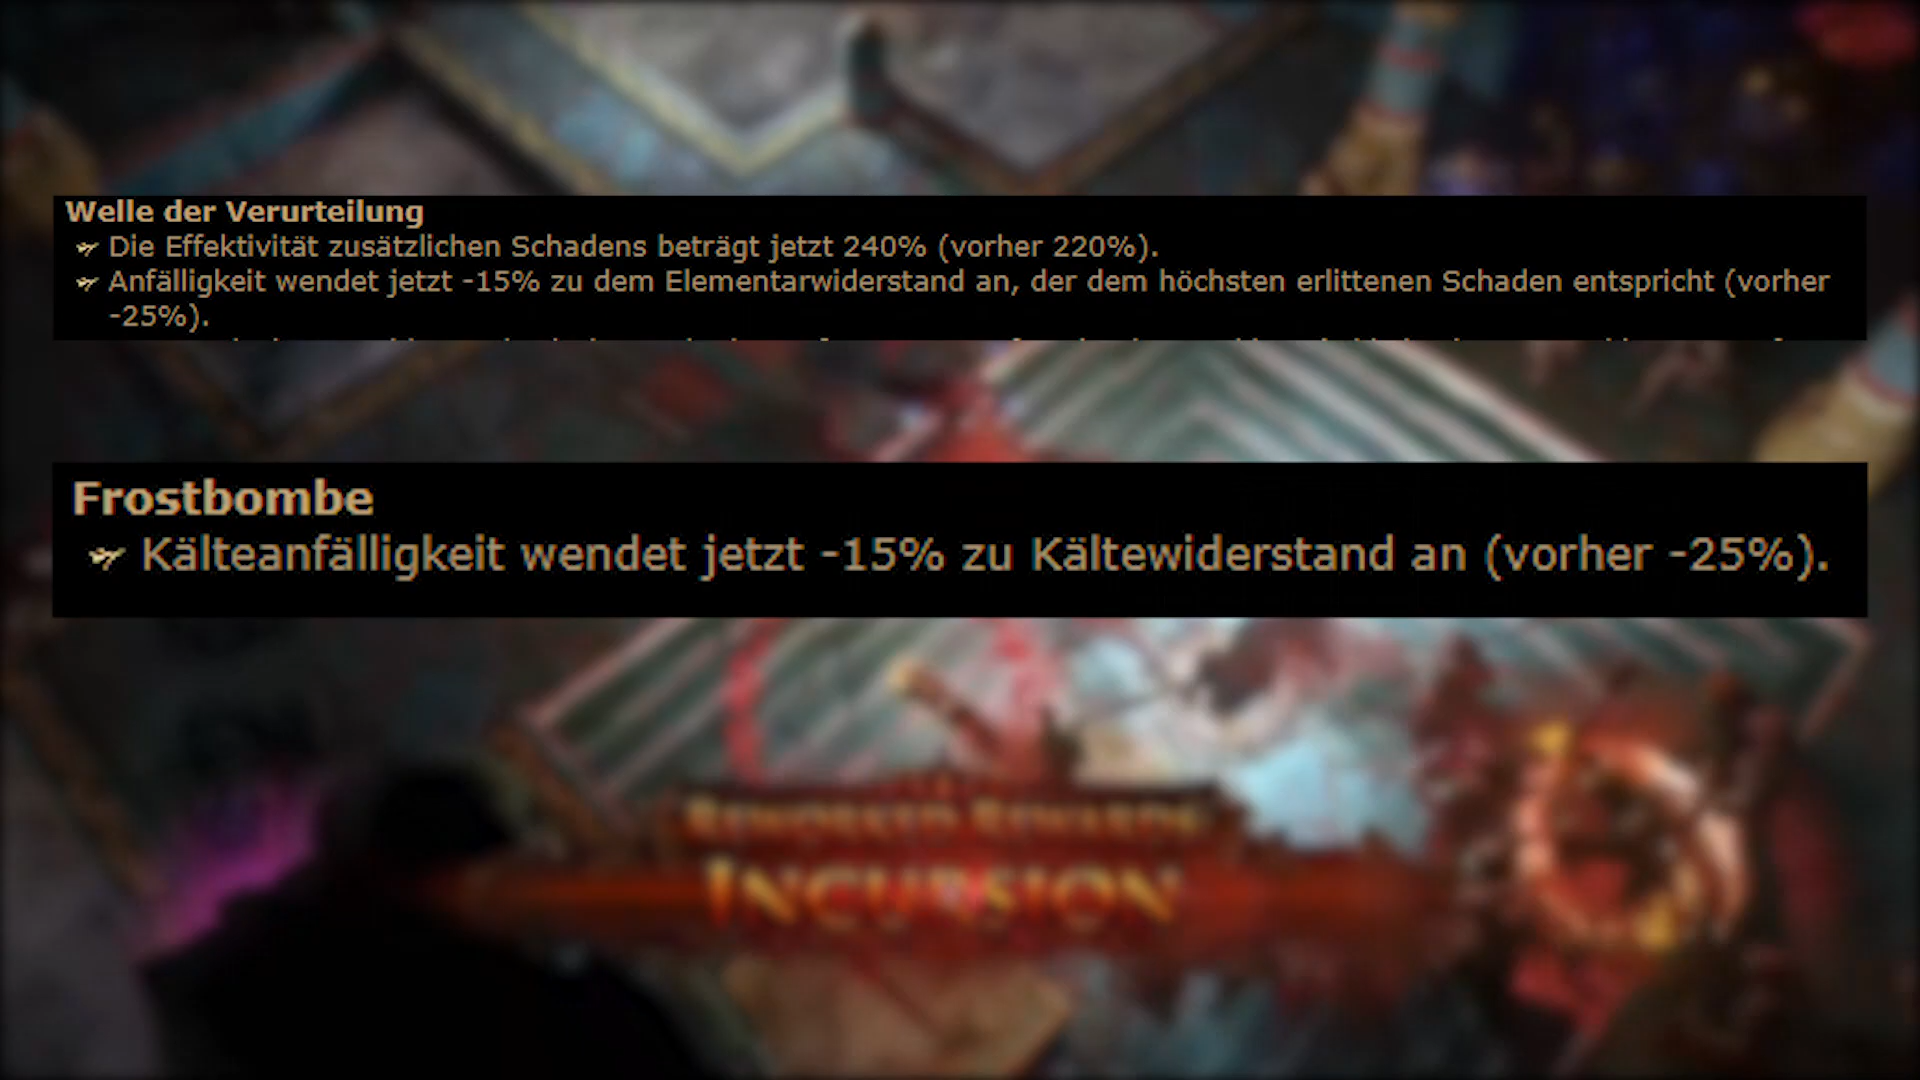 Welle der Verurteilung
Die Effektivität zusätzlichen Schadens beträgt jetzt 240% (vorher 220%).
Anfälligkeit wendet jetzt -15% zu dem Elementarwiderstand an, der dem höchsten erlittenen Schaden entspricht (vorher
-25%).
Frostbombe
Kälteanfälligkeit wendet jetzt -15% zu Kältewiderstand an (vorher -25%).
INCURSION